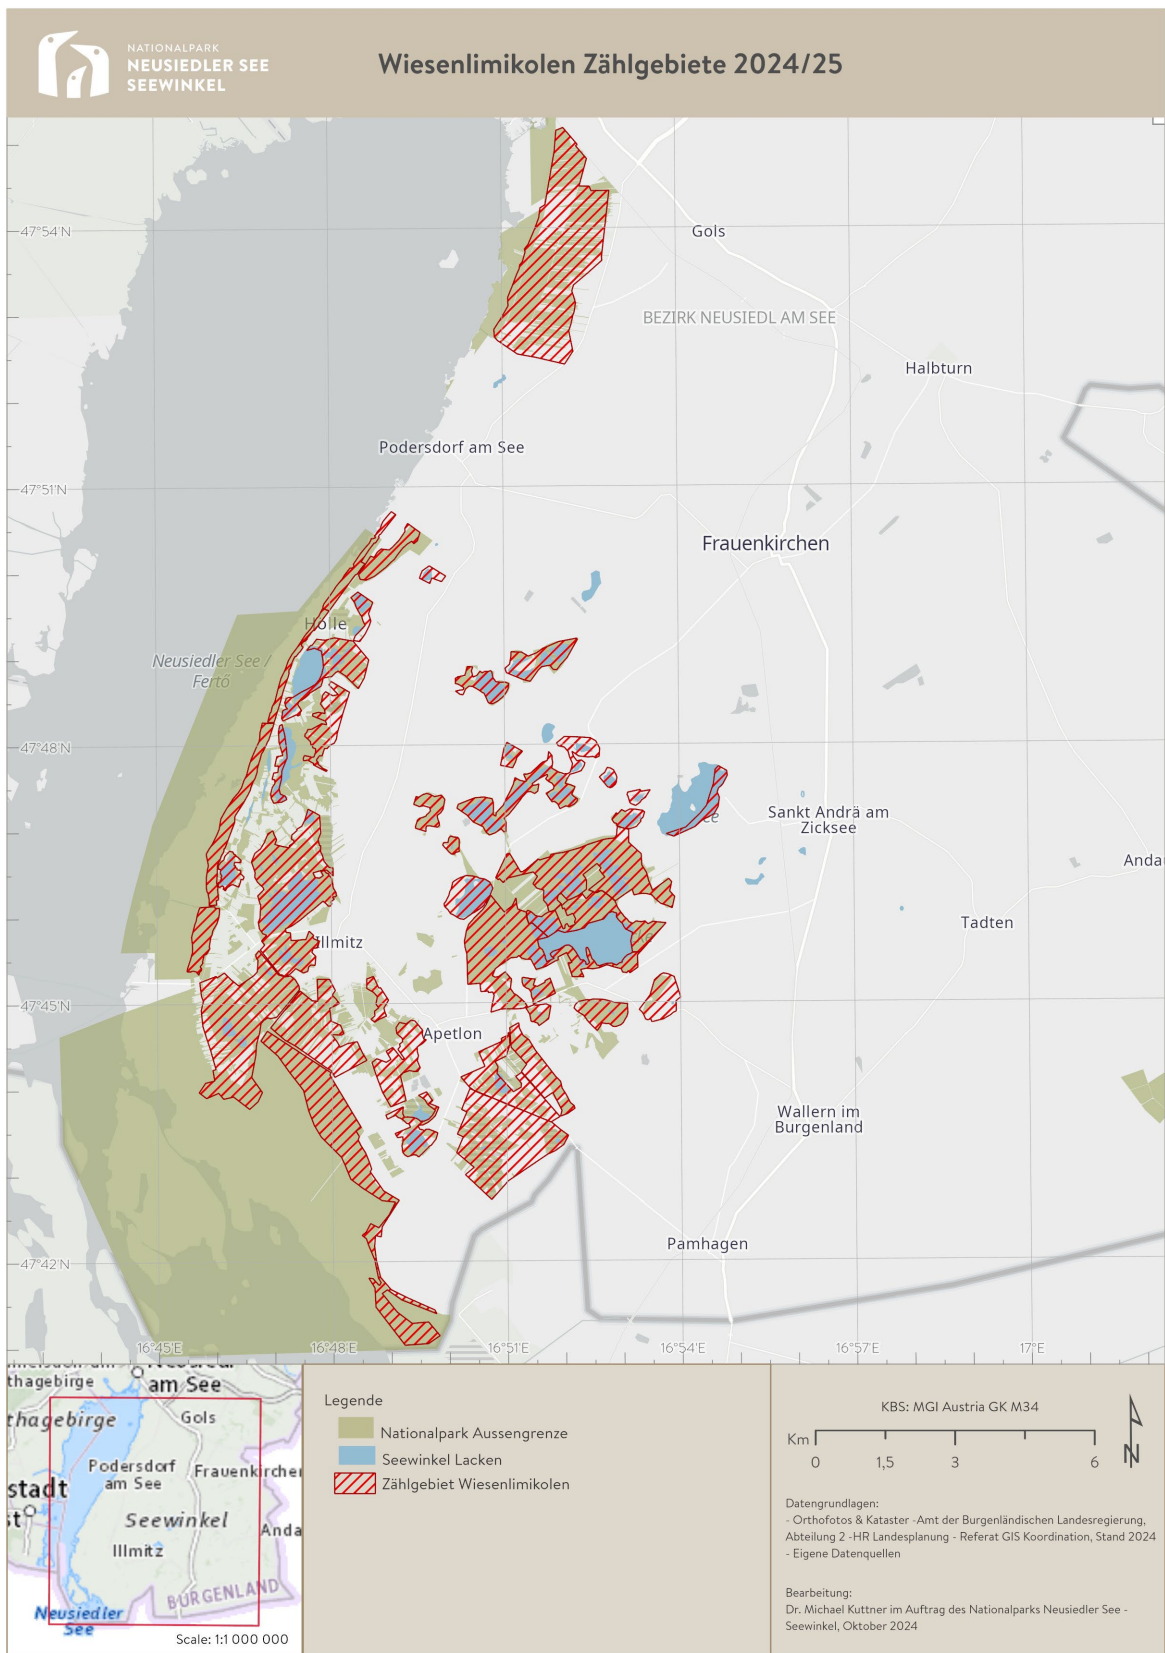 NATIONALPARK
NEUSIEDLER SEE
SEEWINKEL
Wiesenlimikolen Zählgebiete 2024/25
47°54'N
Gols
BEZIRK NEUSIEDL AM SEE
Halbturn
Podersdorf am See
47°51'N
Frauenkirchen
Hölle
Neusiedler See /
Fertő
47°48'N
Sankt Andrä am
Zicksee
Anda
Tadten
Illmitz
47°45'N
Apetlon
Wallern im
Burgenland
Pamhagen
47°42'N
16°45'E
16°48'E
16°51'E
16°54'E
16°57'E
17°E
thagebirge
am See
thagebirge
Gols
Podersdorf
am See
Frauenkirchen
stadt
Seewinkel
Anda
Illmitz
BURGENLAND
Neusiedler
See
Scale: 1:1 000 000
Legende
Nationalpark Aussengrenze
Seewinkel Lacken
Zählgebiet Wiesenlimikolen
KBS: MGI Austria GK M34
Km
0 1,5 3 6
N
Datengrundlagen:
- Orthofotos & Kataster -Amt der Burgenländischen Landesregierung,
Abteilung 2 -HR Landesplanung - Referat GIS Koordination, Stand 2024
- Eigene Datenquellen
Bearbeitung:
Dr. Michael Kuttner im Auftrag des Nationalparks Neusiedler See -
Seewinkel, Oktober 2024